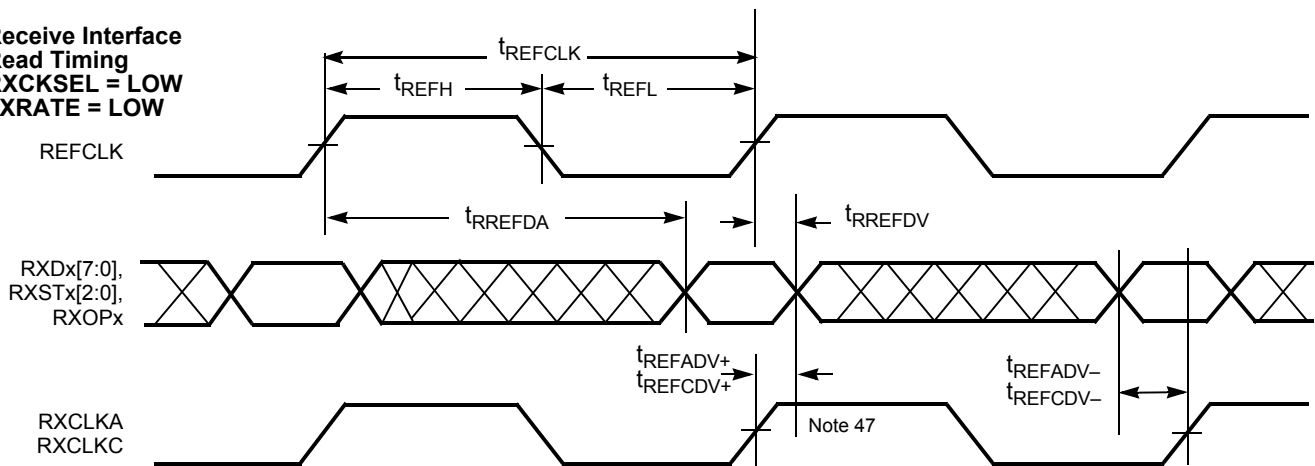 Receive Interface
Read Timing
RXCKSEL = LOW
XRATE = LOW
tREFCLK
tREFH
tREFL
REFCLK
tRREFDA
tRREFDV
RXDx[7:0],
RXSTx[2:0],
RXOPx
tREFADV+
tREFCDV+
tREFADV–
tREFCDV–
RXCLKA
RXCLKC
Note 47